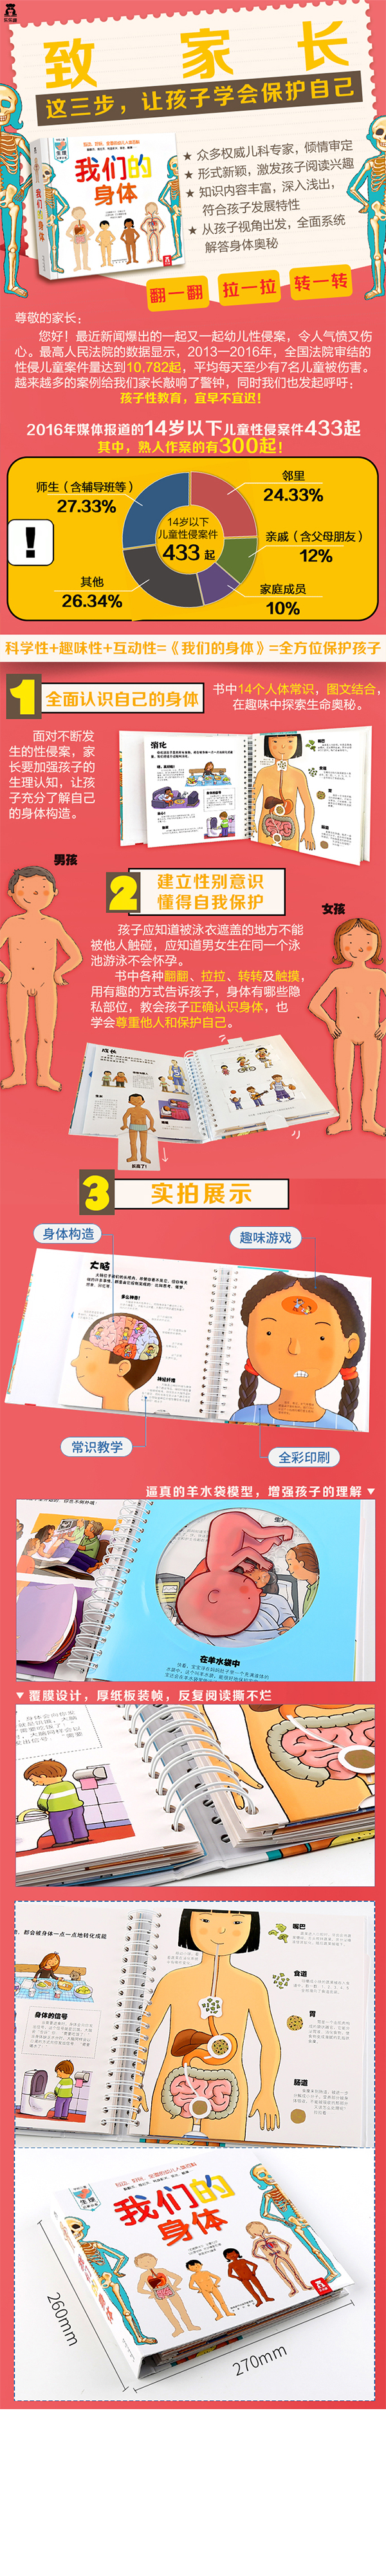 致 家 长
这三步，让孩子学会保护自己
我们的
身体
★ 众多权威儿科专家，倾情审定
★ 形式新颖，激发孩子阅读兴趣
★ 知识内容丰富，深入浅出，
符合孩子发展特性
★ 从孩子视角出发，全面系统
解答身体奥秘
翻一翻 拉一拉 转一转
尊敬的家长：
您好！最近新闻爆出的一起又一起幼儿性侵案，令人气愤又伤
心。最高人民法院的数据显示，2013—2016年，全国法院审结的
性侵儿童案件量达到10,782起，平均每天至少有7名儿童被伤害。
越来越多的案例给我们家长敲响了警钟，同时我们也发起呼吁：
孩子性教育，宜早不宜迟！
2016年媒体报道的14岁以下儿童性侵案件433起
其中，熟人作案的有300起！
师生（含辅导班等）
27.33%
邻里
24.33%
14岁以下
儿童性侵案件
433 起
亲戚（含父母朋友）
12%
!
其他
26.34%
家庭成员
10%
科学性+趣味性+互动性=《我们的身体》=全方位保护孩子
1 全面认识自己的身体
书中14个人体常识，图文结合，
在趣味中探索生命奥秘。
面对不断发
生的性侵案，家
长要加强孩子的
生理认知，让孩
子充分了解自己
的身体构造。
消化
男孩
2 建立性别意识
懂得自我保护
女孩
孩子应知道被泳衣遮盖的地方不能
被他人触碰，应知道男女生在同一个泳
池游泳不会怀孕。
书中各种翻翻、拉拉、转转及触摸，
用有趣的方式告诉孩子，身体有哪些隐
私部位，教会孩子正确认识身体，也
学会尊重他人和保护自己。
成长
3 实拍展示
身体构造
趣味游戏
大脑
常识教学
全彩印刷
逼真的羊水袋模型，增强孩子的理解
在羊水袋中
覆膜设计，厚纸板装帧，反复阅读撕不烂
都会被身体一点一点地转化成能
嘴巴
食道
身体的信号
胃
肠道
我们的
身体
260mm
270mm